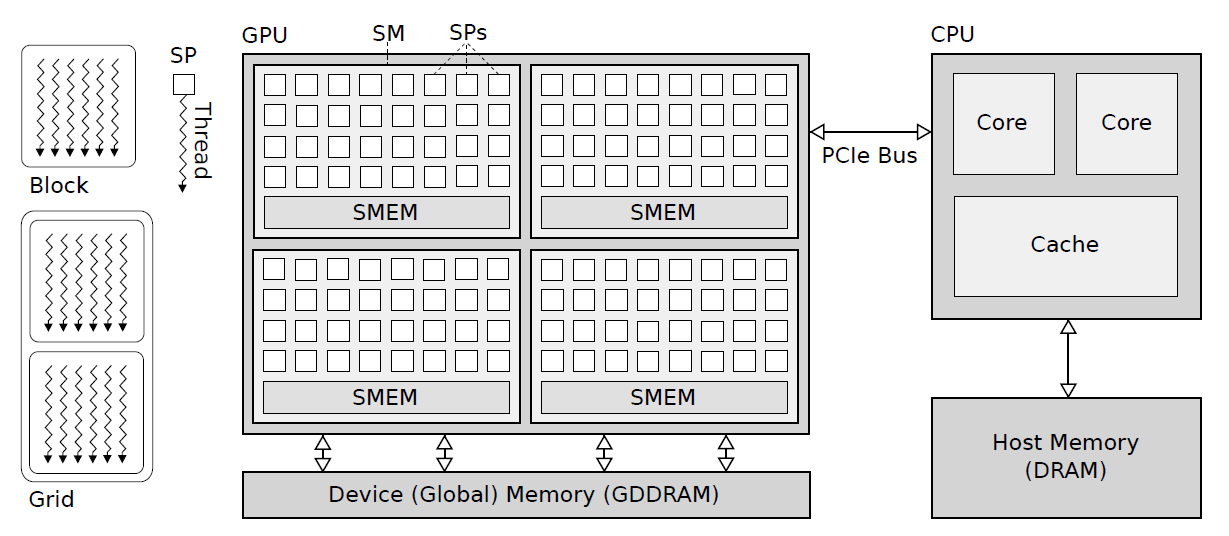 Block
Grid
SP
Thread
GPU
SM
SPs
SMEM
SMEM
SMEM
SMEM
Device (Global) Memory (GDDRAM)
PCIe Bus
CPU
Core
Core
Cache
Host Memory
(DRAM)